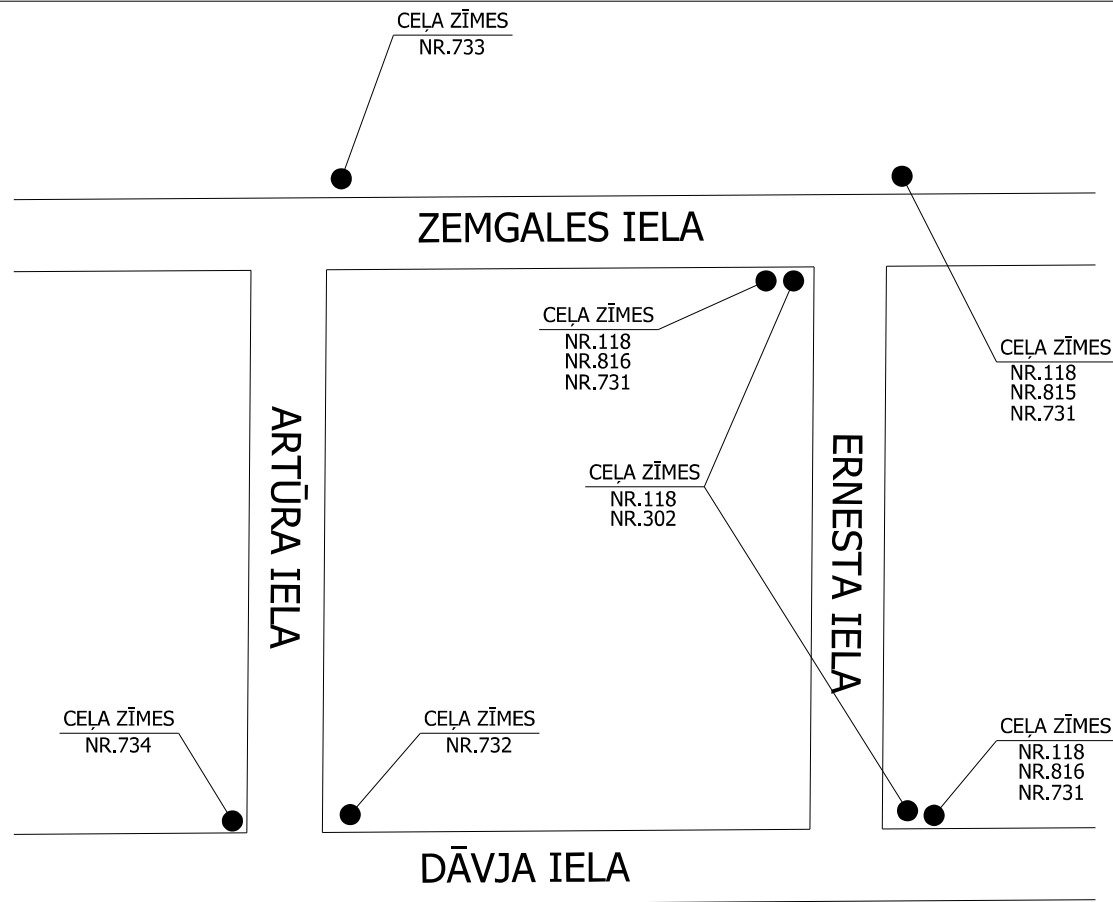 CEĻA ZĪMES
NR.733
ZEMGALES IELA
CEĻA ZĪMES
NR.118
NR.816
NR.731
CEĻA ZĪMES
NR.118
NR.815
NR.731
ARTŪRA IELA
ERNESTA IELA
CEĻA ZĪMES
NR.118
NR.302
CEĻA ZĪMES
NR.734
CEĻA ZĪMES
NR.732
CEĻA ZĪMES
NR.118
NR.816
NR.731
DĀVJA IELA